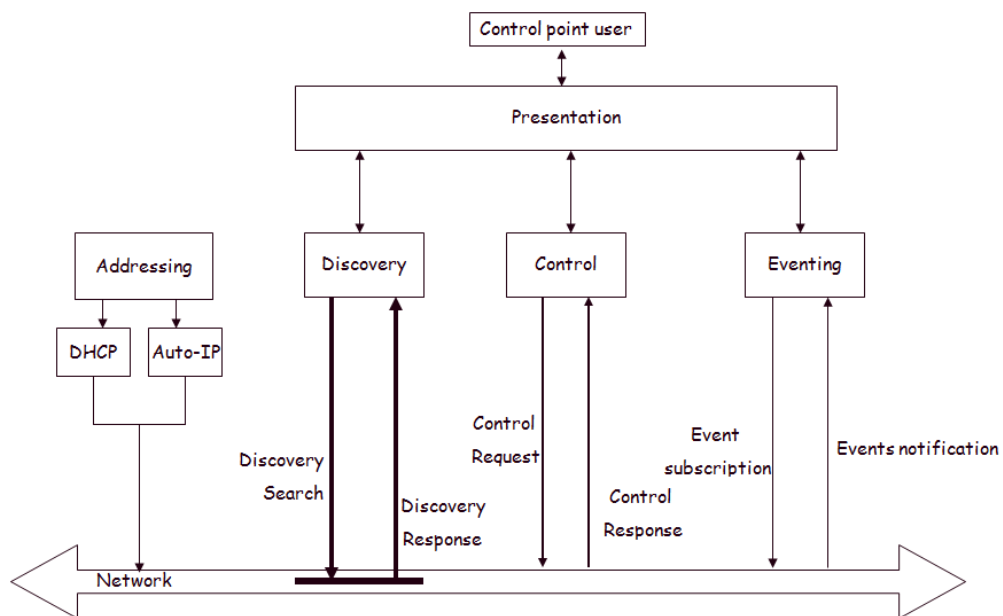 Control point user
Presentation
Addressing
Discovery
Control
Eventing
DHCP
Auto-IP
Discovery
Search
Discovery
Response
Control
Request
Control
Response
Event
subscription
Events notification
Network